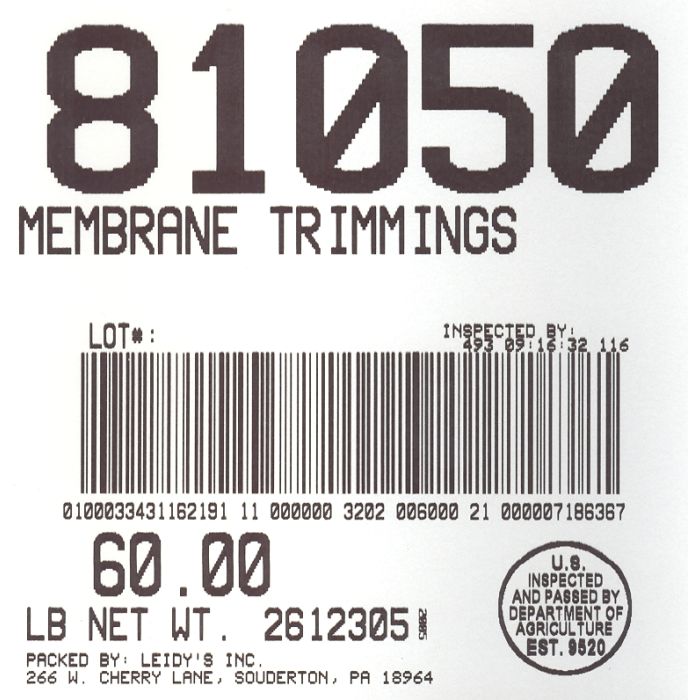 81050
MEMBRANE TRIMMINGS
LOT#:
INSPECTED BY:
493 09:16:32 116
0100033431162191 11 000000 3202 006000 21 000007186367
60.00
LB NET WT. 2612305
PACKED BY: LEIDY'S INC.
266 W. CHERRY LANE, SOUDERTON, PA 18964
U.S.
INSPECTED
AND PASSED BY
DEPARTMENT OF
AGRICULTURE
EST. 9520